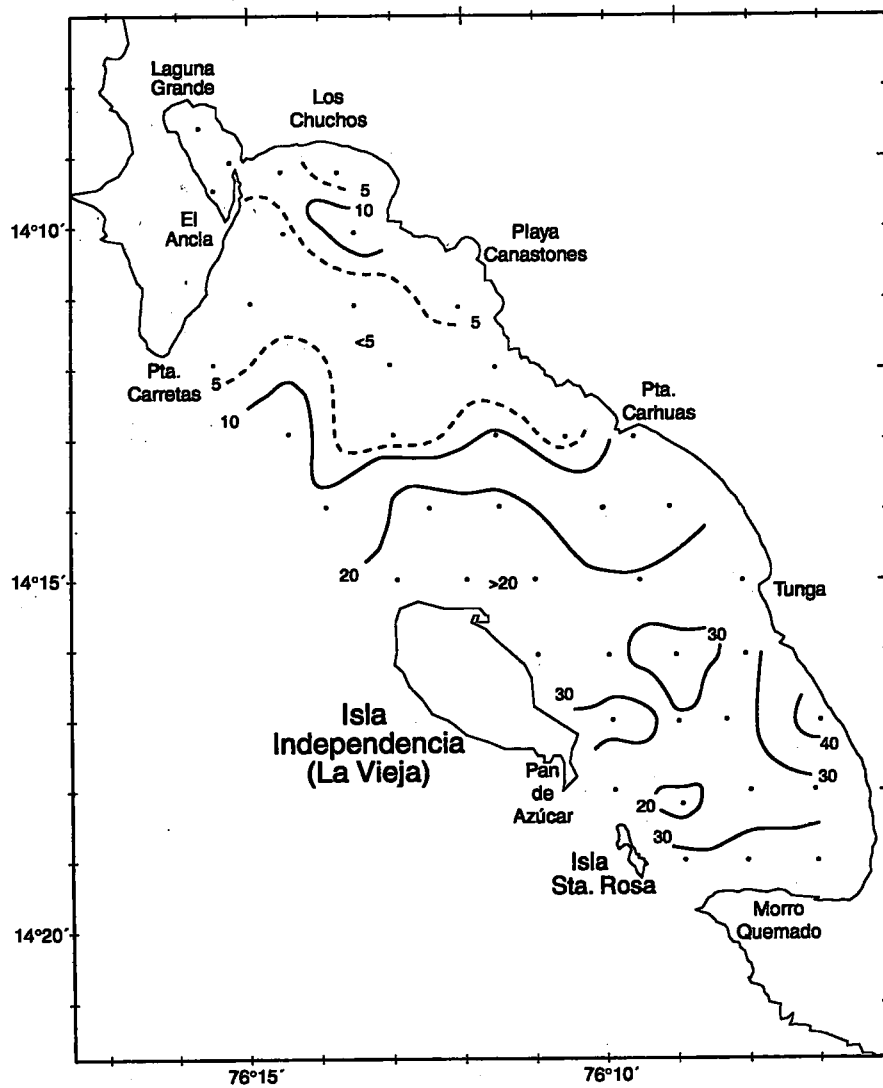 Laguna
Grande
Los
Chuchos
5
10
14°10′
El
Ancla
Playa
Canastones
5
<5
Pta.
Carretas
5
10
Pta.
Carhuas
20
14°15′
>20
Tunga
30
30
Isla
Independencia
(La Vieja)
40
30
Pan
de
Azúcar
20
30
Isla
Sta. Rosa
Morro
Quemado
14°20′
76°15′
76°10′